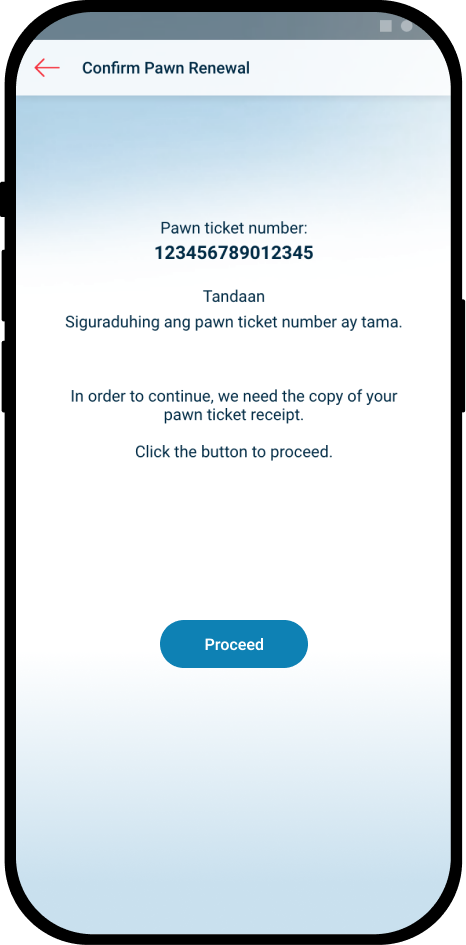 Confirm Pawn Renewal
Pawn ticket number:
123456789012345
Tandaan
Siguraduhing ang pawn ticket number ay tama.
In order to continue, we need the copy of your
pawn ticket receipt.
Click the button to proceed.
Proceed